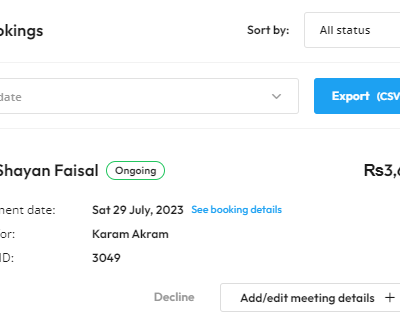 okings Sort by: All status
date Export (CSV
Shayan Faisal Ongoing Rs3,6
ment date: Sat 29 July, 2023 See booking details
or: Karam Akram
ID: 3049
Decline Add/edit meeting details +